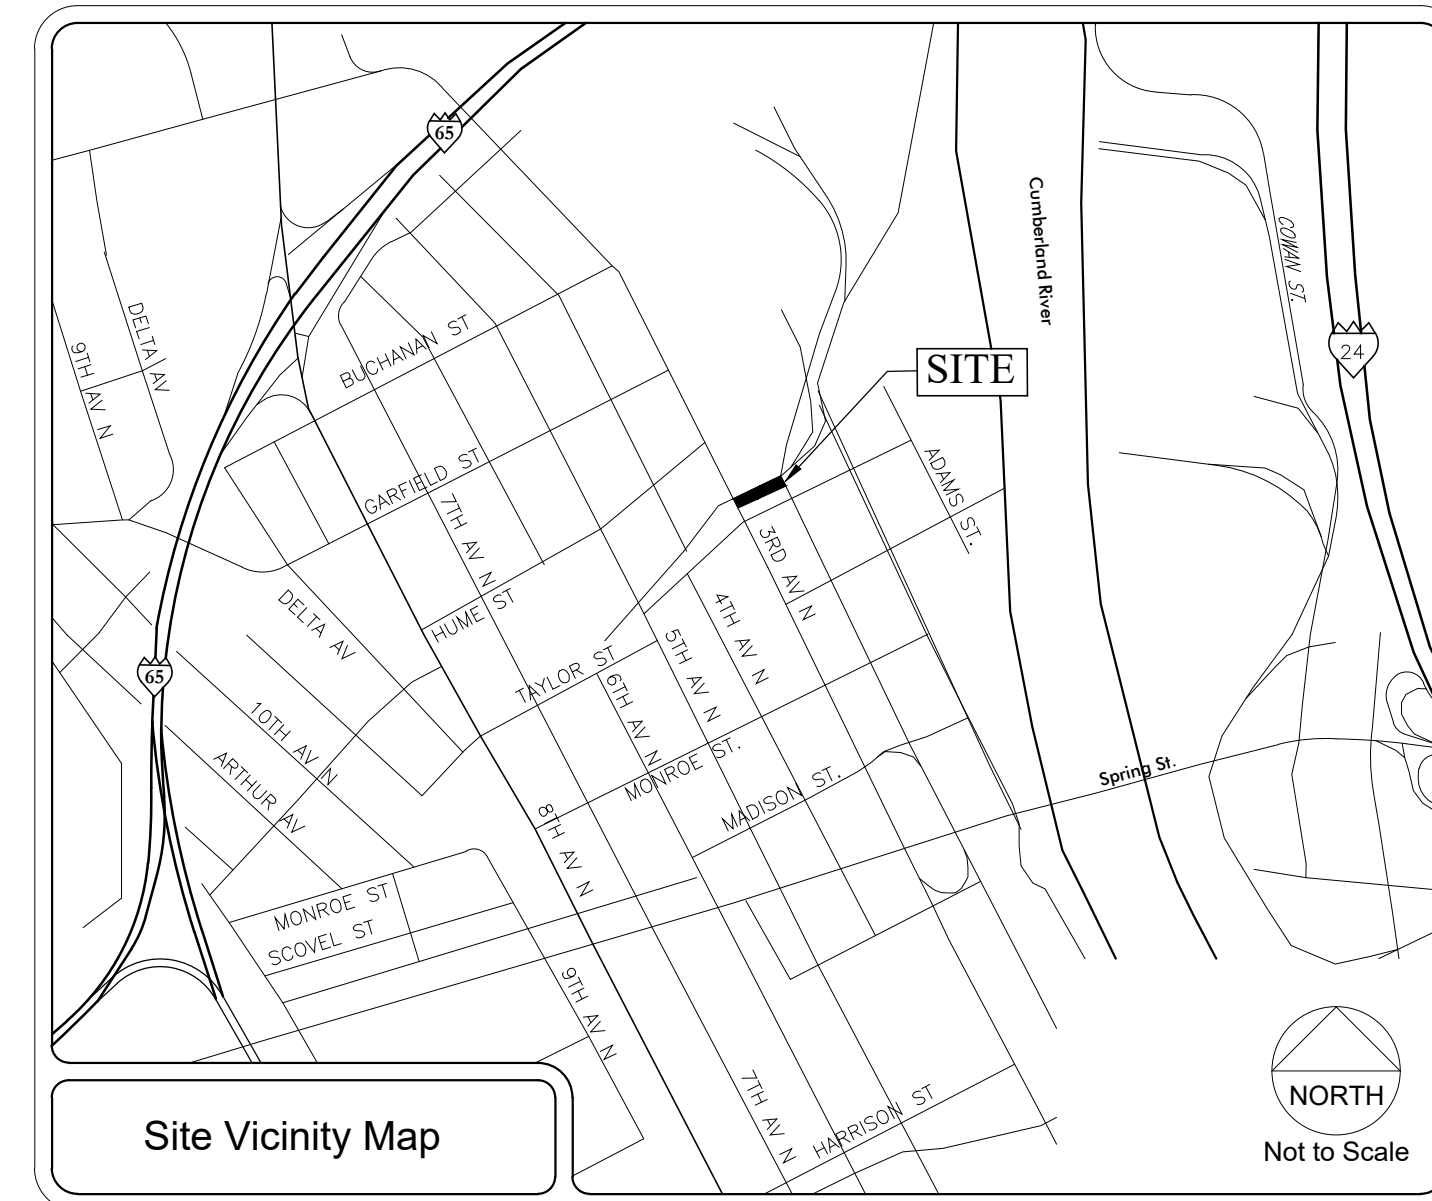 65
Cumberland River
COWAN ST.
DELTA AV
9TH AV N
BUCHANAN ST
24
SITE
GARFIELD ST
7TH AV N
ADAMS ST.
3RD AV N
HUME ST
DELTA AV
4TH AV N
5TH AV N
TAYLOR ST
6TH AV N
65
10TH AV N
ARTHUR AV
MONROE ST.
MADISON ST.
Spring St.
8TH AV N
MONROE ST
SCOVEL ST
9TH AV N
7TH AV N
HARRISON ST
NORTH
Not to Scale
Site Vicinity Map